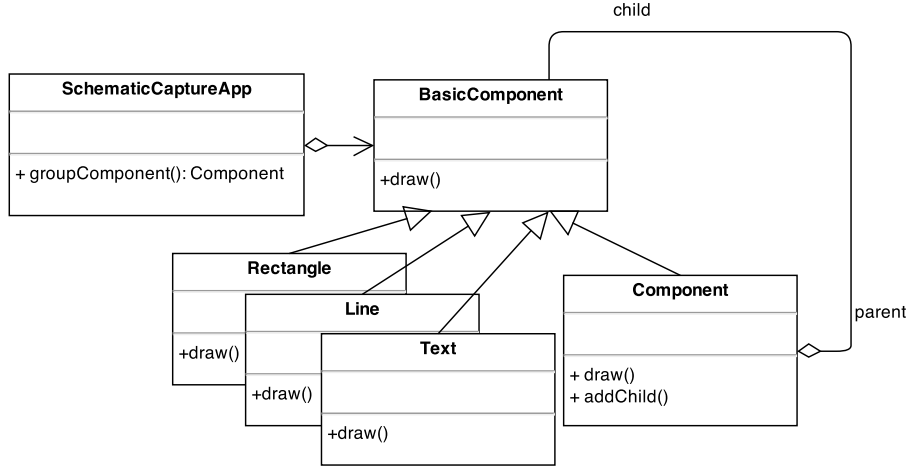 child
SchematicCaptureApp
+ groupComponent(): Component
BasicComponent
+draw()
Rectangle
+draw()
Line
+draw()
Text
+draw()
Component
+ draw()
+ addChild()
parent